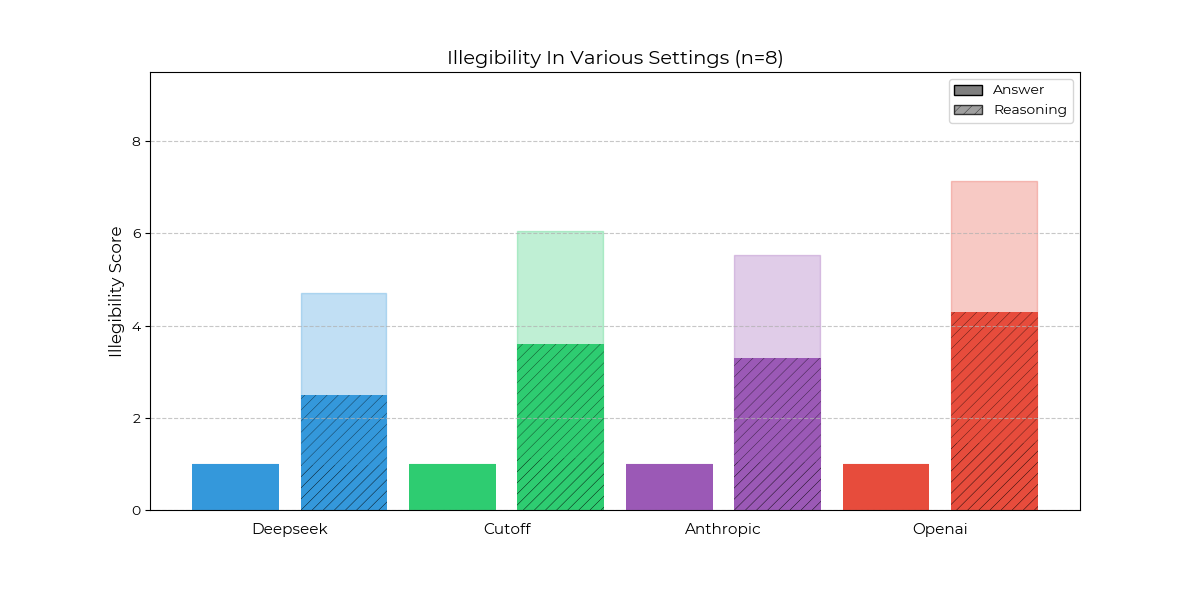 Illegibility In Various Settings (n=8)
Answer
Reasoning
Illegibility Score
8
6
4
2
0
Deepseek
Cutoff
Anthropic
Openai